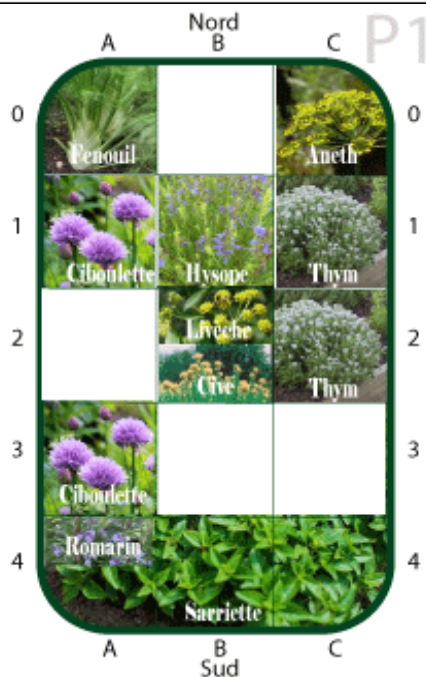 Nord
P1
A B C
0 Fenouil Aneth 0
1 Ciboulette Hysope Thym 1
Livèche
2 Cive Thym 2
3 Ciboulette 3
Romarin
4 4
Sarriette
A B C
Sud